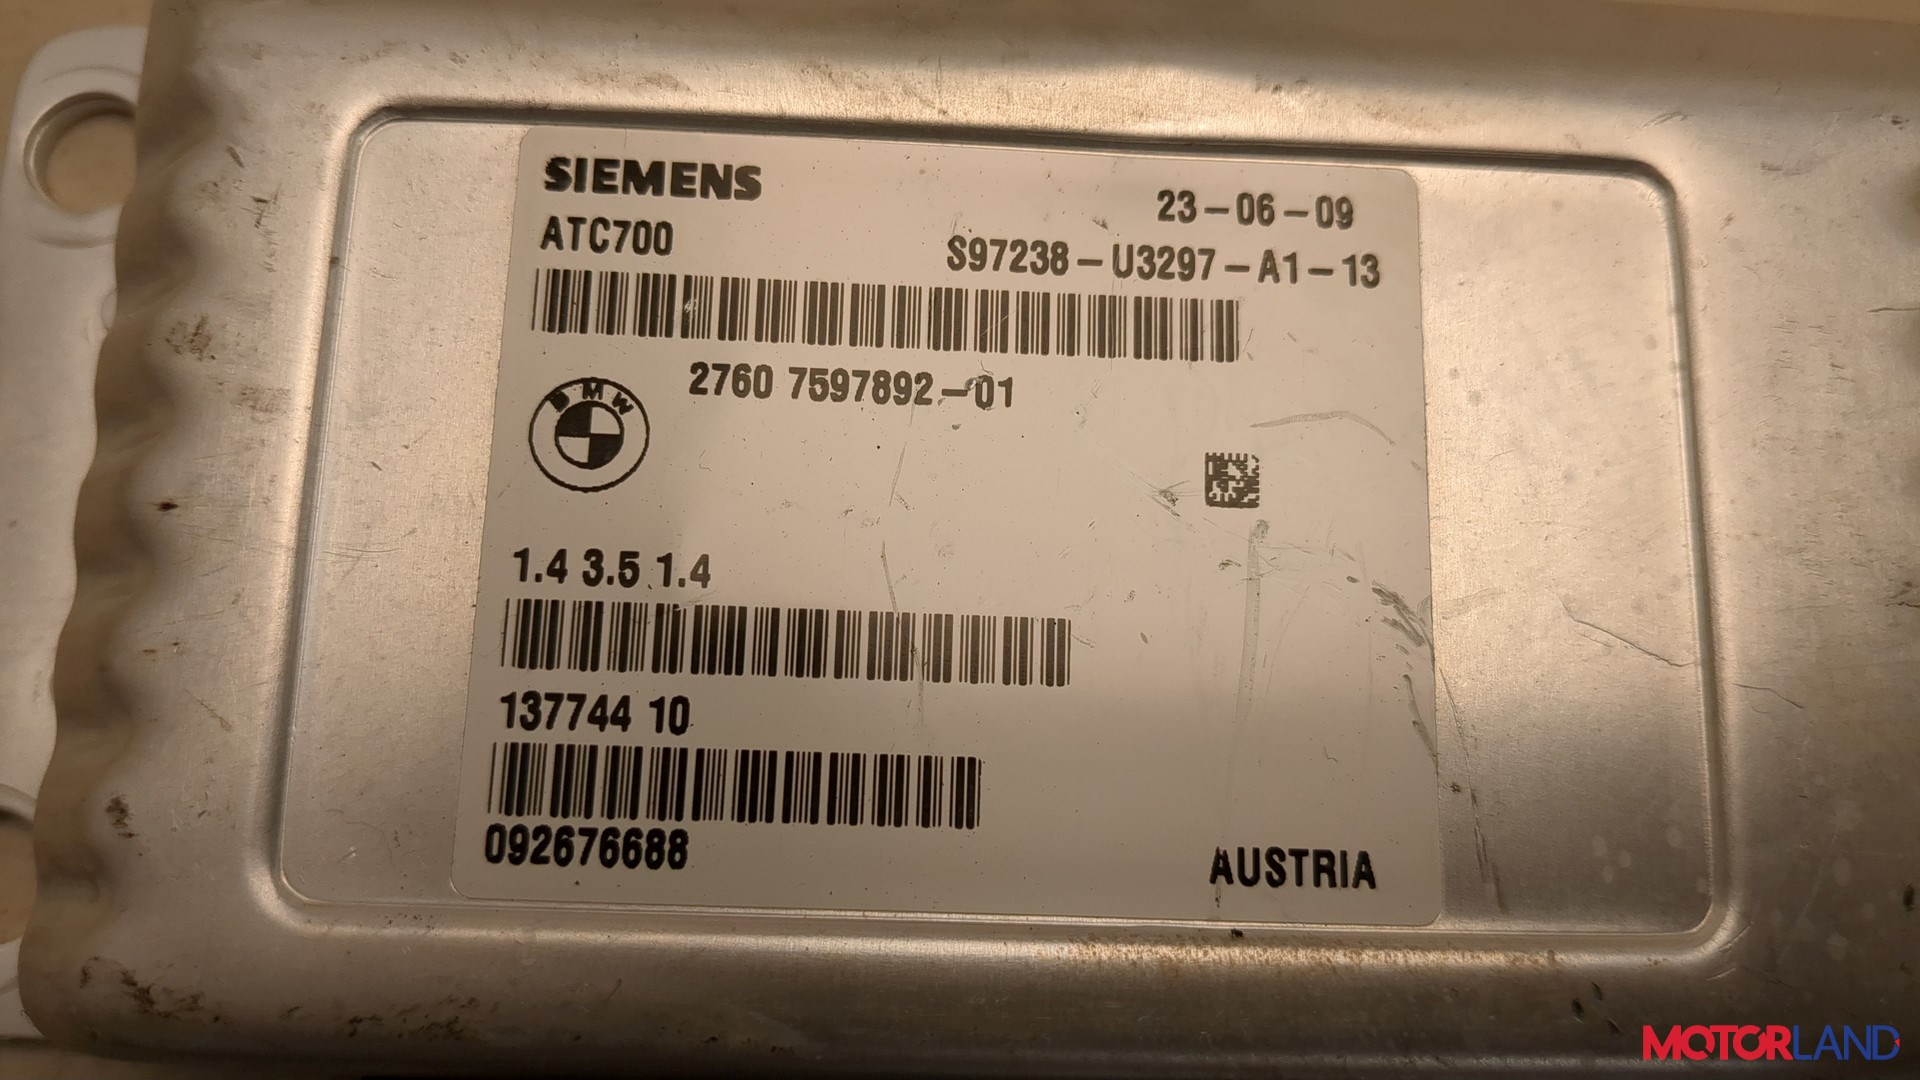 SIEMENS
23-06-09
ATC700
S97238-U3297-A1-13
2760 7597892-01
BMW
1.4 3.5 1.4
137744 10
092676688
AUSTRIA
MOTORLAND